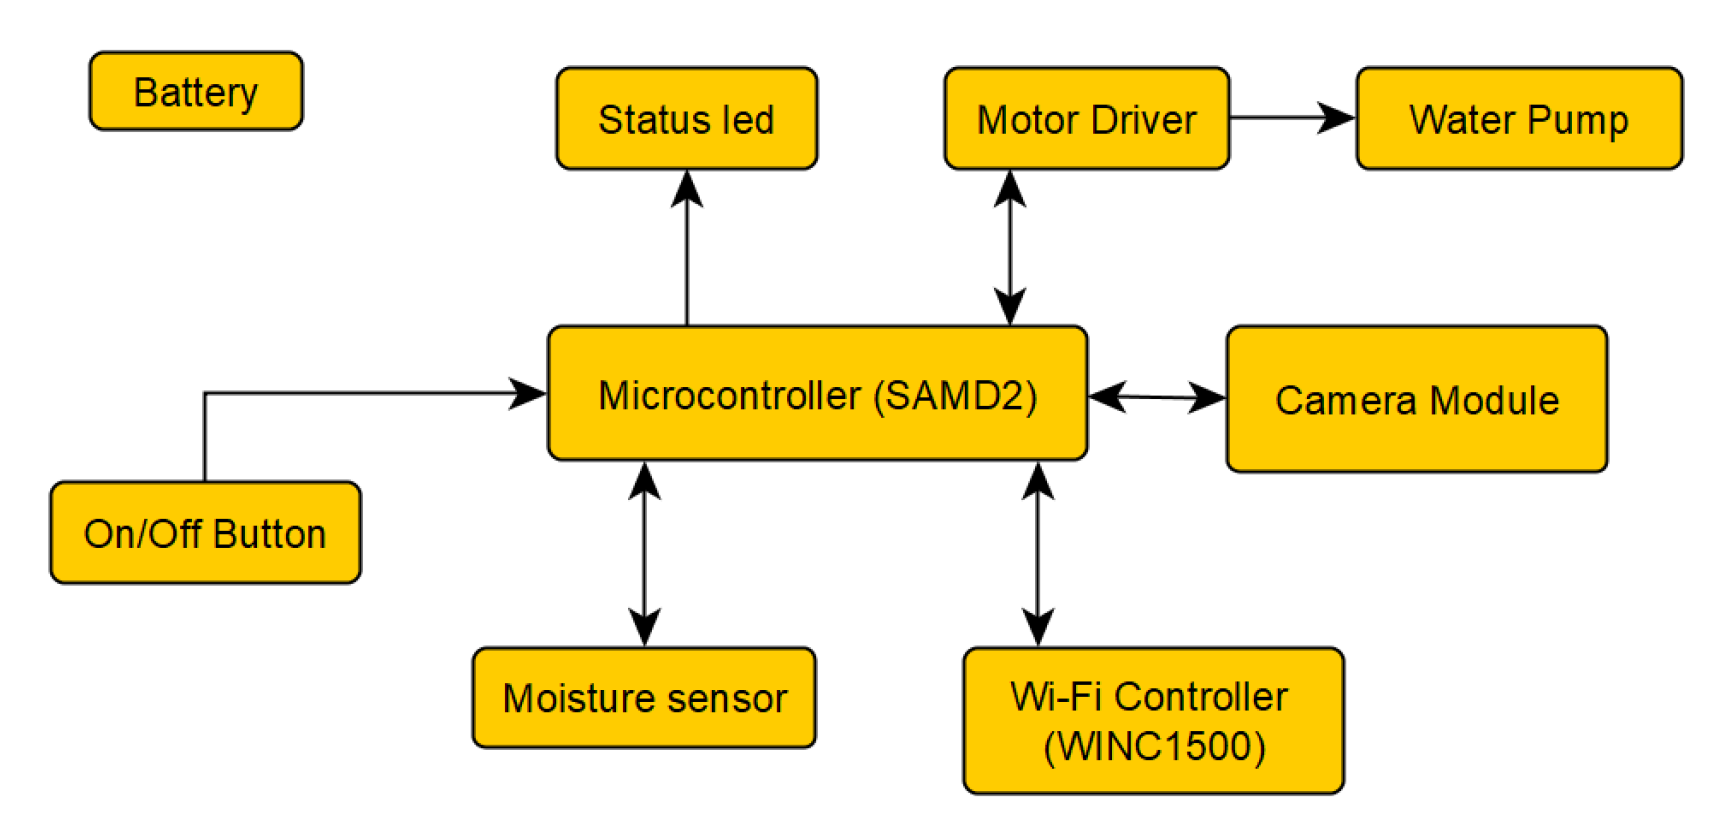 Battery
Status led
Motor Driver
Water Pump
Microcontroller (SAMD2)
Camera Module
On/Off Button
Moisture sensor
Wi-Fi Controller
(WINC1500)